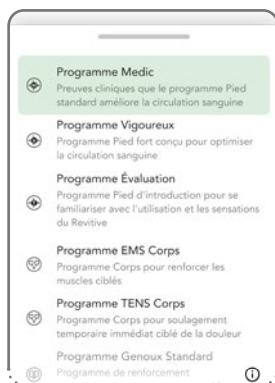 Programme Medic
Preuves cliniques que le programme Pied
standard améliore la circulation sanguine
Programme Vigoureux
Programme Pied fort conçu pour optimiser
la circulation sanguine
Programme Évaluation
Programme Pied d'introduction pour se
familiariser avec l'utilisation et les sensations
du Revitive
Programme EMS Corps
Programme Corps pour renforcer les
muscles ciblés
Programme TENS Corps
Programme Corps pour soulagement
temporaire immédiat ciblé de la douleur
Programme Genoux Standard
Programme de renforcement